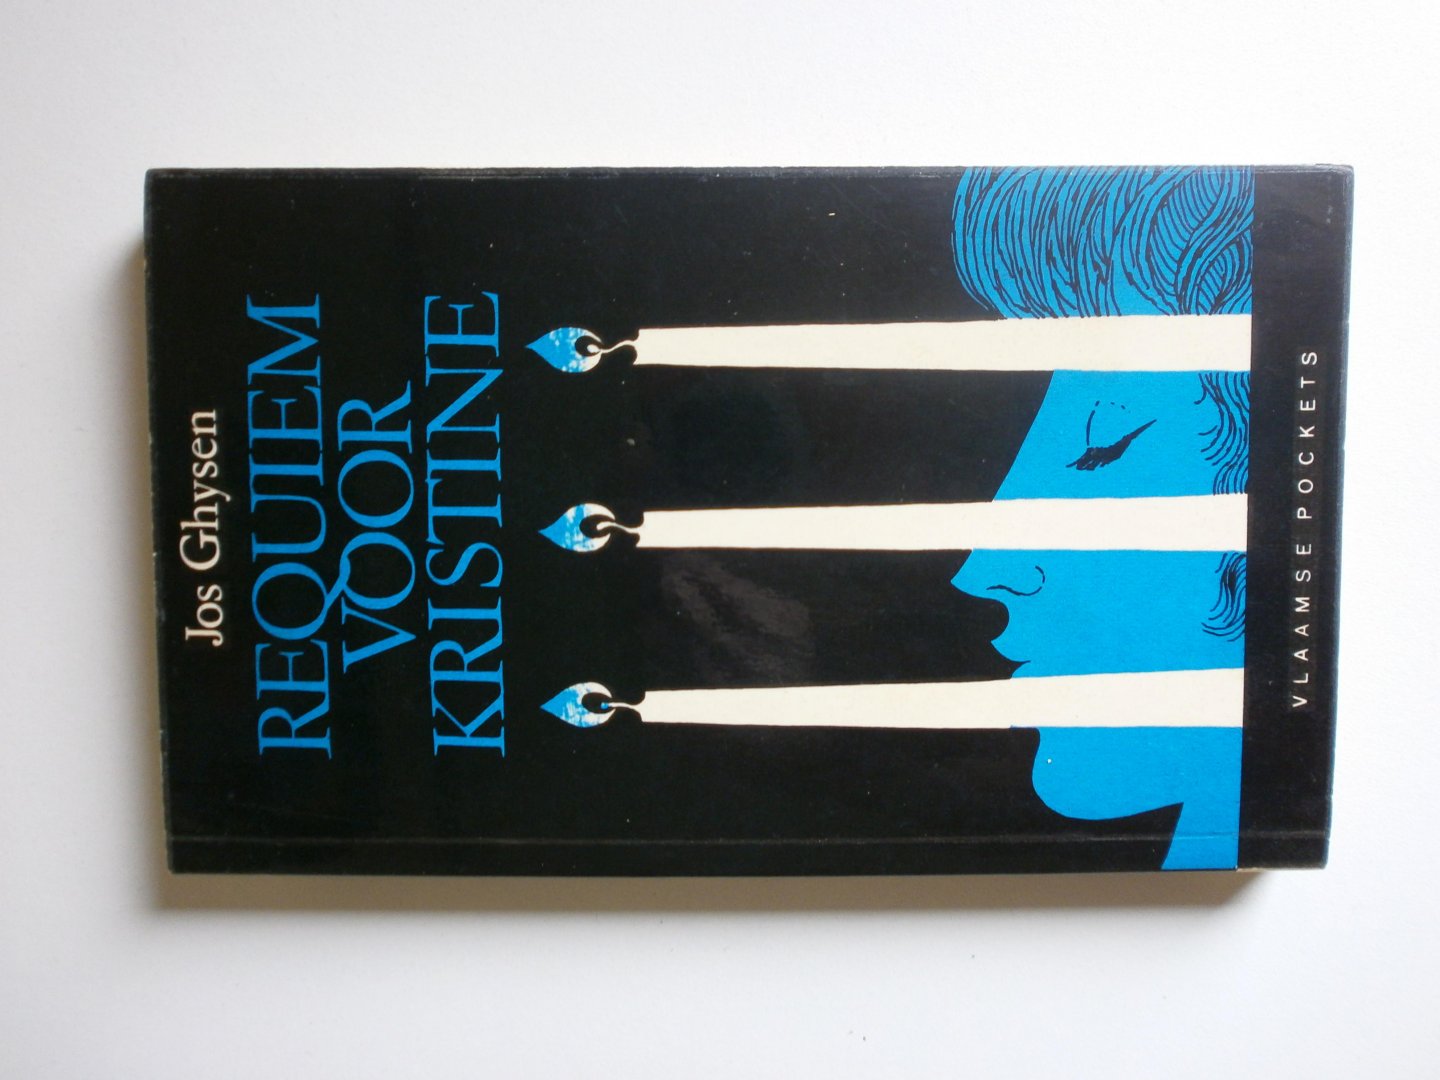 Jos Ghysen
REQUIEM
VOOR
KRISTINE
VLAAMSE POCKETS